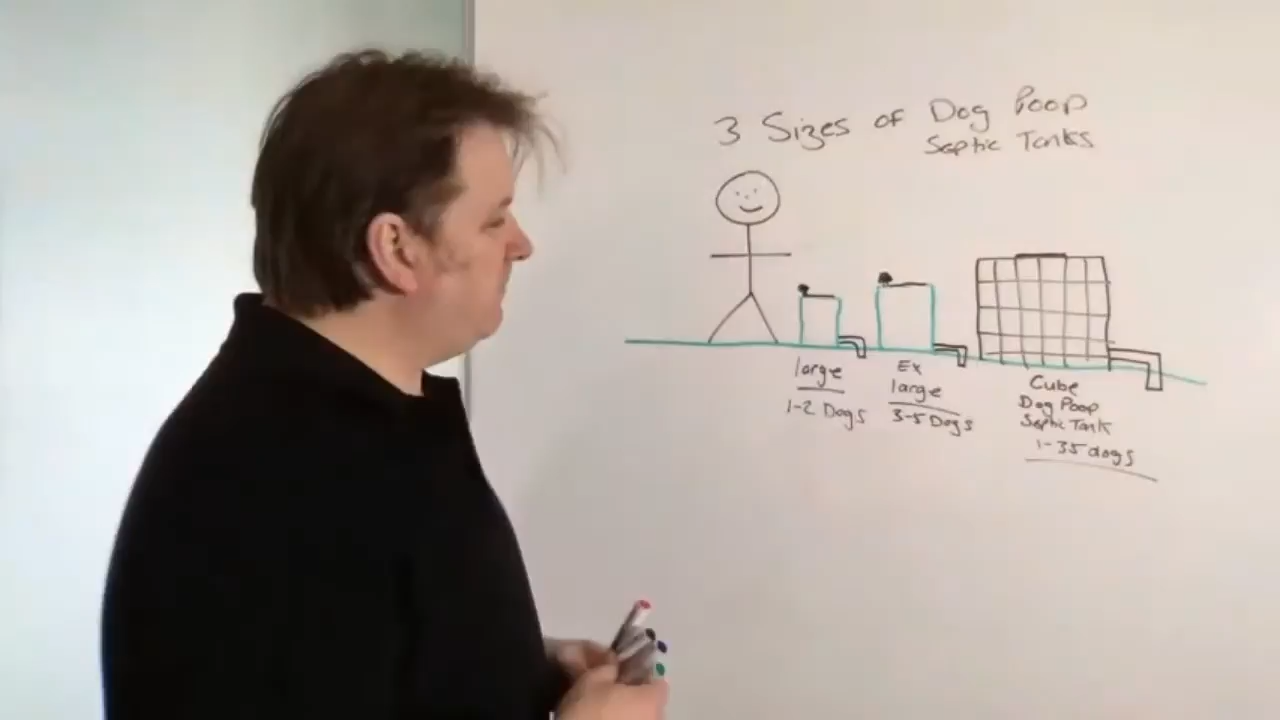 3 Sizes of Dog Poop
Septic Tanks
large
1-2 Dogs
Ex
large
3-5 Dogs
Cube
Dog Poop
Septic Tank
1-35 dogs